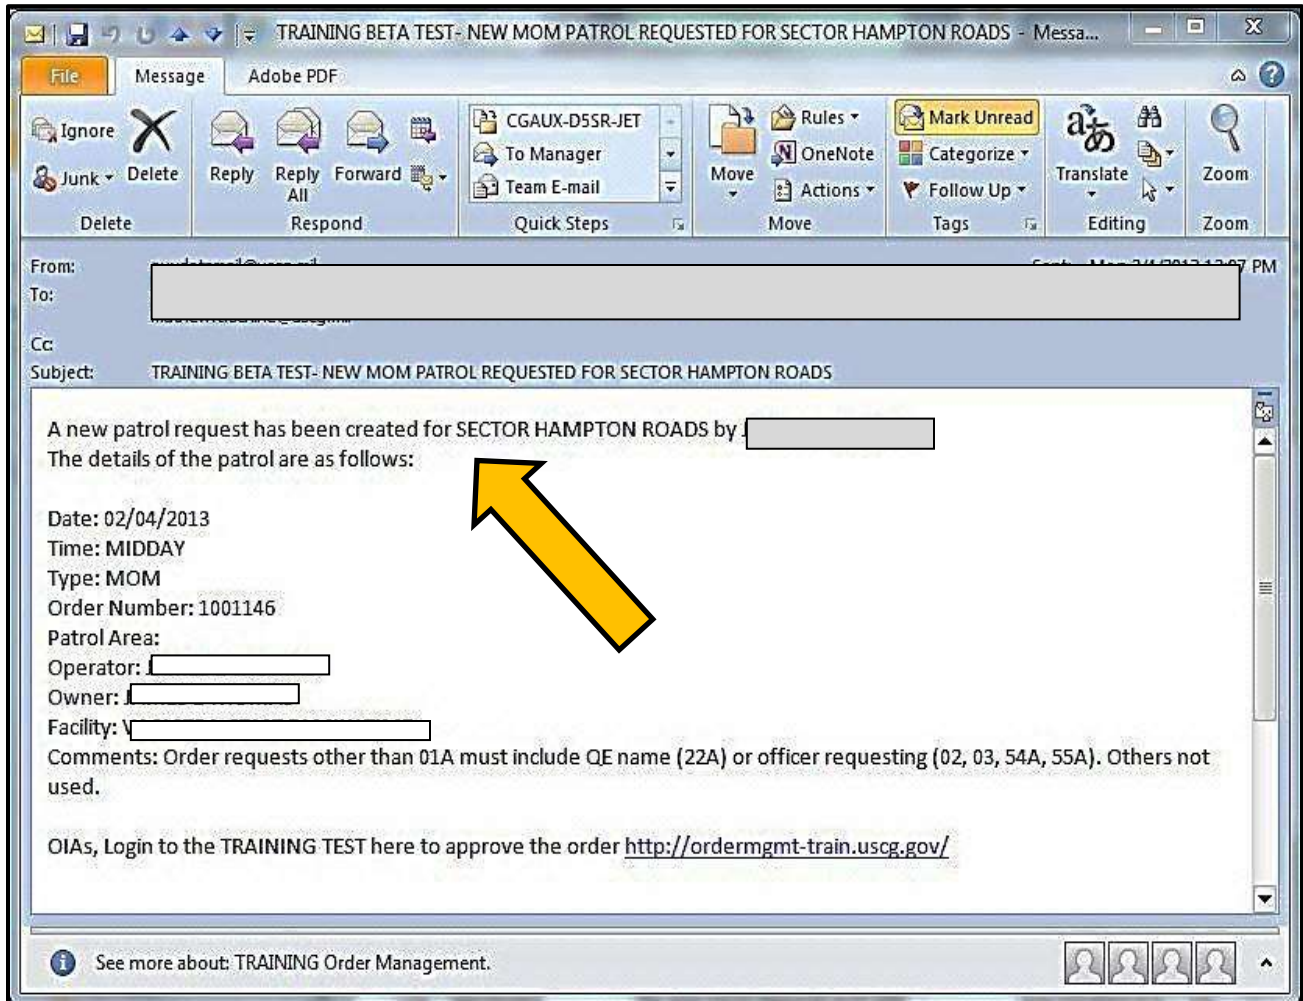 TRAINING BETA TEST- NEW MOM PATROL REQUESTED FOR SECTOR HAMPTON ROADS - Messa...
File Message Adobe PDF
Ignore
Junk
Delete
Delete
Reply
Reply All
Forward
Respond
CGAUX-D5SR-JET
To Manager
Team E-mail
Quick Steps
Move
Rules
OneNote
Actions
Move
Mark Unread
Categorize
Follow Up
Tags
Translate
Editing
Zoom
Zoom
From:
PM
To:
Cc:
Subject: TRAINING BETA TEST- NEW MOM PATROL REQUESTED FOR SECTOR HAMPTON ROADS
A new patrol request has been created for SECTOR HAMPTON ROADS by
The details of the patrol are as follows:
Date: 02/04/2013
Time: MIDDAY
Type: MOM
Order Number: 1001146
Patrol Area:
Operator:
Owner:
Facility:
Comments: Order requests other than 01A must include QE name (22A) or officer requesting (02, 03, 54A, 55A). Others not
used.
OIAs, Login to the TRAINING TEST here to approve the order http://ordermgmt-train.uscg.gov/
See more about: TRAINING Order Management.